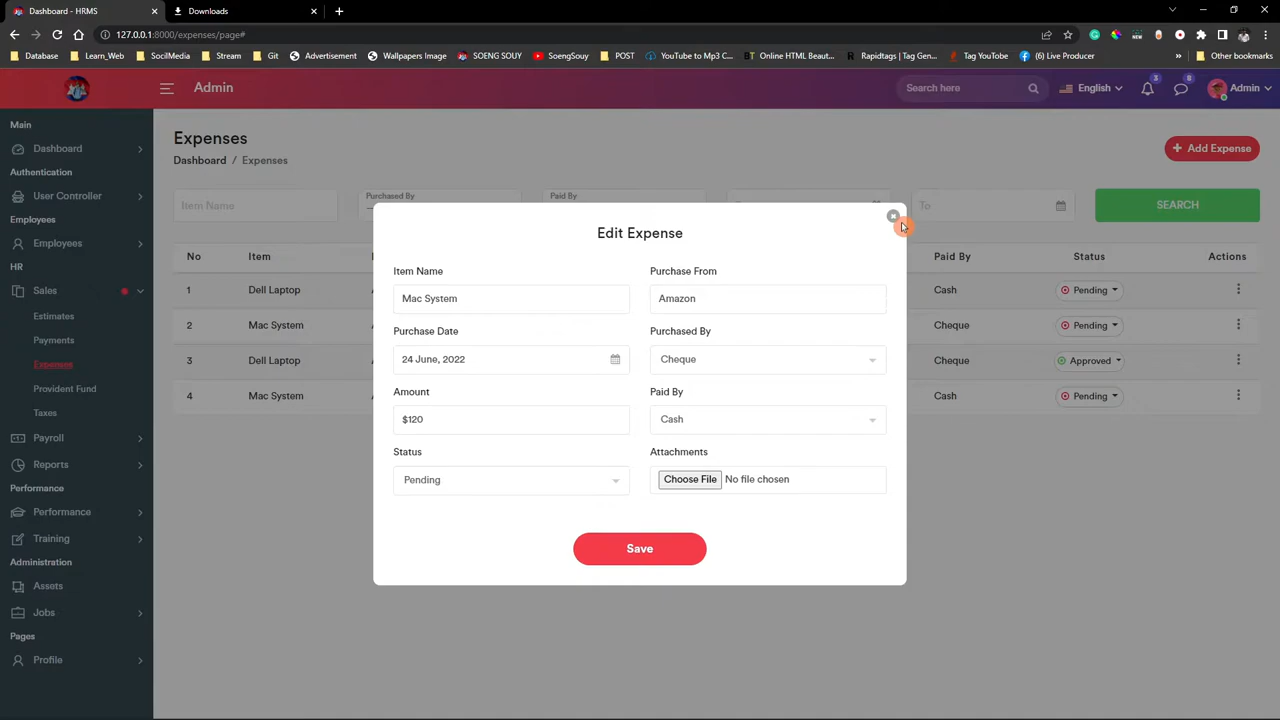 Dashboard - HRMS
Downloads
127.0.0.1:8000/expenses/page#
Database
Learn_Web
SocilMedia
Stream
Git
Advertisement
Wallpapers Image
SOENG SOUY
SoengSouy
POST
YouTube to Mp3 C...
Online HTML Beaut...
Rapidtags | Tag Gen...
Tag YouTube
(6) Live Producer
Other bookmarks
Admin
Search here
English
3
8
Admin
Main
Dashboard
Authentication
User Controller
Employees
Employees
HR
Sales
Estimates
Payments
Expenses
Provident Fund
Taxes
Payroll
Reports
Performance
Performance
Training
Administration
Assets
Jobs
Pages
Profile
Expenses
Dashboard / Expenses
+ Add Expense
Item Name
Purchased By
Paid By
To
SEARCH
No Item Paid By Status Actions
1 Dell Laptop Cash Pending
2 Mac System Cheque Pending
3 Dell Laptop Cheque Approved
4 Mac System Cash Pending
Edit Expense
Item Name
Mac System
Purchase From
Amazon
Purchase Date
24 June, 2022
Purchased By
Cheque
Amount
$120
Paid By
Cash
Status
Pending
Attachments
Choose File No file chosen
Save